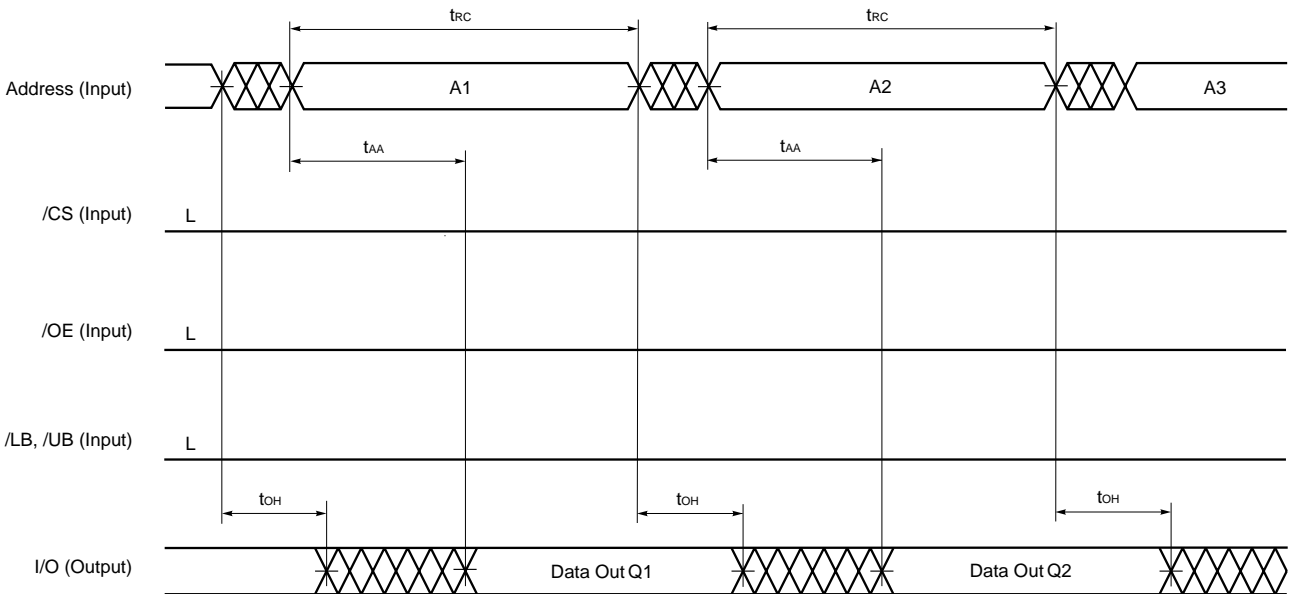 tRC tRC
Address (Input) A1 A2 A3
tAA tAA
/CS (Input) L
/OE (Input) L
/LB, /UB (Input) L
tOH tOH tOH
I/O (Output) Data Out Q1 Data Out Q2